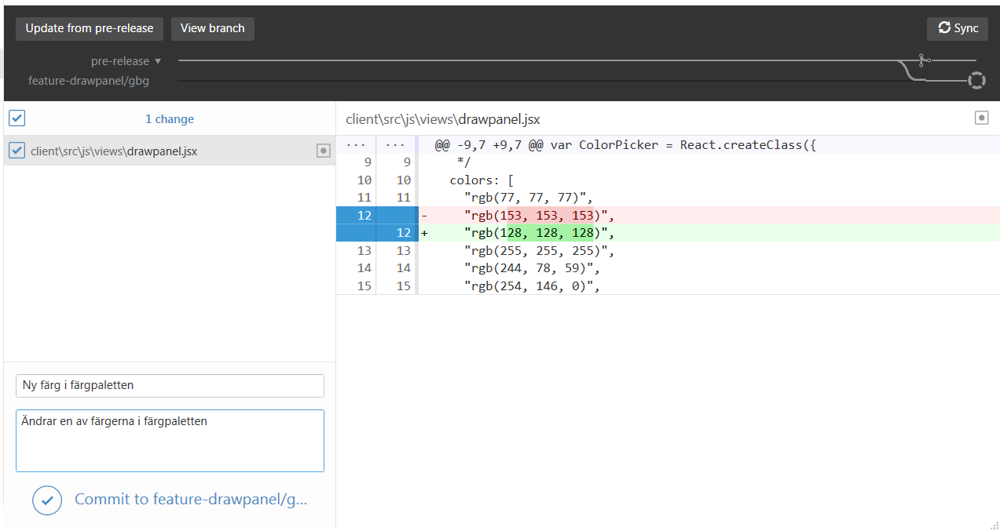 Update from pre-release View branch Sync
pre-release ▼
feature-drawpanel/gbg
1 change
client\src\js\views\drawpanel.jsx
client\src\js\views\drawpanel.jsx
... ... @@ -9,7 +9,7 @@ var ColorPicker = React.createClass({
9 9 */
10 10 colors: [
11 11 "rgb(77, 77, 77)",
12 - "rgb(153, 153, 153)",
12 + "rgb(128, 128, 128)",
13 13 "rgb(255, 255, 255)",
14 14 "rgb(244, 78, 59)",
15 15 "rgb(254, 146, 0)",
Ny färg i färgpaletten
Ändrar en av färgerna i färgpaletten
Commit to feature-drawpanel/g...